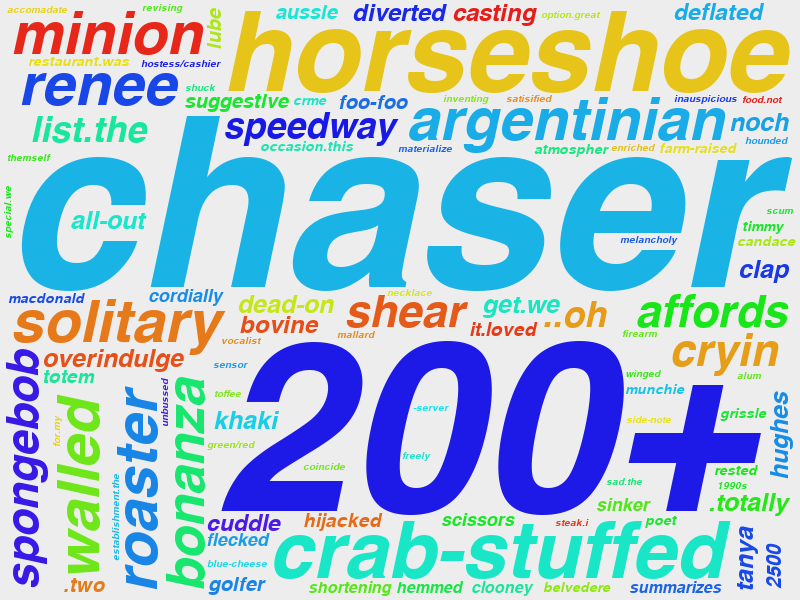 accomadate
revising
minion
lube
aussie
diverted
casting
option.great
deflated
horseshoe
restaurant.was
hostess/cashier
renee
shuck
suggestive
crme
foo-foo
inventing
satisified
inauspicious
food.not
list.the
speedway
argentinian
noch
occasion.this
materialize
atmospher
enriched
farm-raised
hounded
themself
chaser
special.we
all-out
melancholy
scum
timmy
candace
clap
macdonald
cordially
necklace
solitary
dead-on
bovine
shear
get.we
it.loved
..oh
affords
vocalist
mallard
firearm
cryin
overindulge
totem
sensor
spongebob
for.my
walled
establishment.the
roaster
unbussed
bonanza
toffee
khaki
green/red
200+
-server
freely
coincide
winged
alum
munchie
side-note
grissle
hughes
sad.the
rested
1990s
sinker
.totally
cuddle
hijacked
scissors
steak.i
poet
flecked
crab-stuffed
blue-cheese
tanya
2500
.two
golfer
shortening
hemmed
clooney
belvedere
summarizes